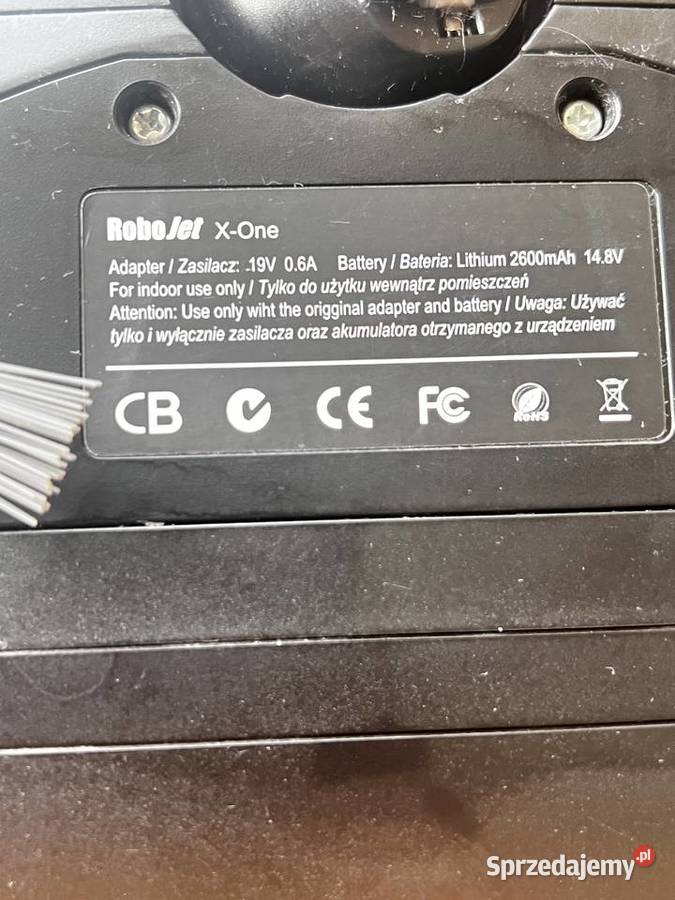 RoboJet X-One
Adapter / Zasilacz: 19V 0.6A Battery / Bateria: Lithium 2600mAh 14.8V
For indoor use only / Tylko do użytku wewnątrz pomieszczeń
Attention: Use only wiht the origginal adapter and battery / Uwaga: Używać
tylko i wyłącznie zasilacza oraz akumulatora otrzymanego z urządzeniem
CB CE FC RoHS
Sprzedajemy.pl